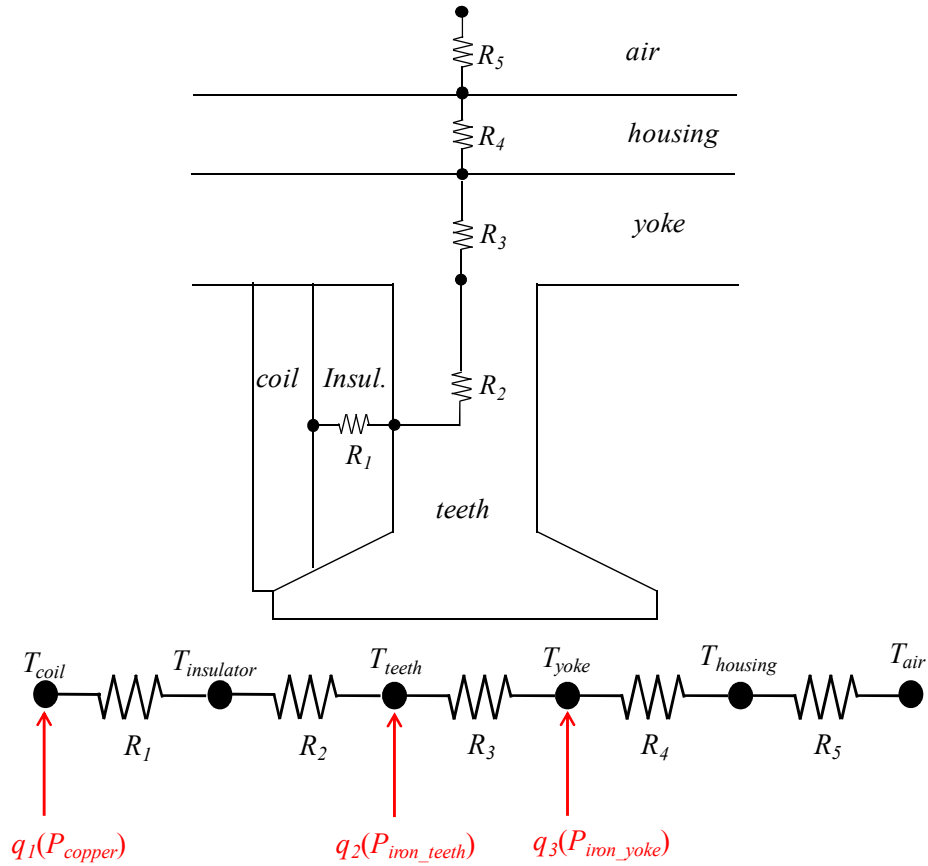 R5
air
R4
housing
R3
yoke
coil
Insul.
R2
R1
teeth
Tcoil
Tinsulator
Tteeth
Tyoke
Thousing
Tair
R1
R2
R3
R4
R5
q1(Pcopper)
q2(Piron_teeth)
q3(Piron_yoke)